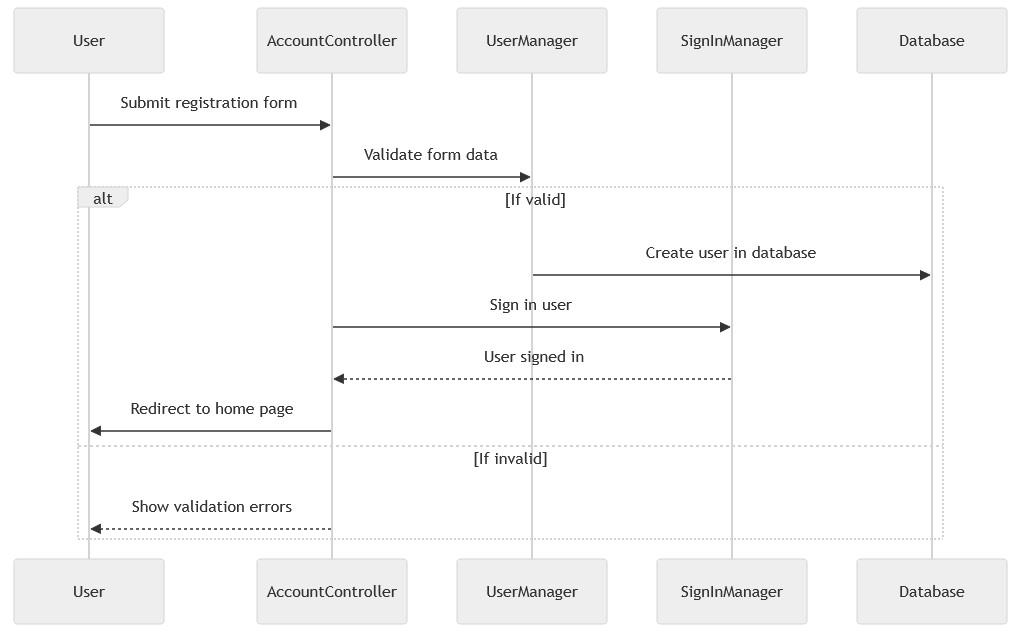 User
AccountController
UserManager
SignInManager
Database
Submit registration form
Validate form data
alt
[If valid]
Create user in database
Sign in user
User signed in
Redirect to home page
[If invalid]
Show validation errors
User
AccountController
UserManager
SignInManager
Database